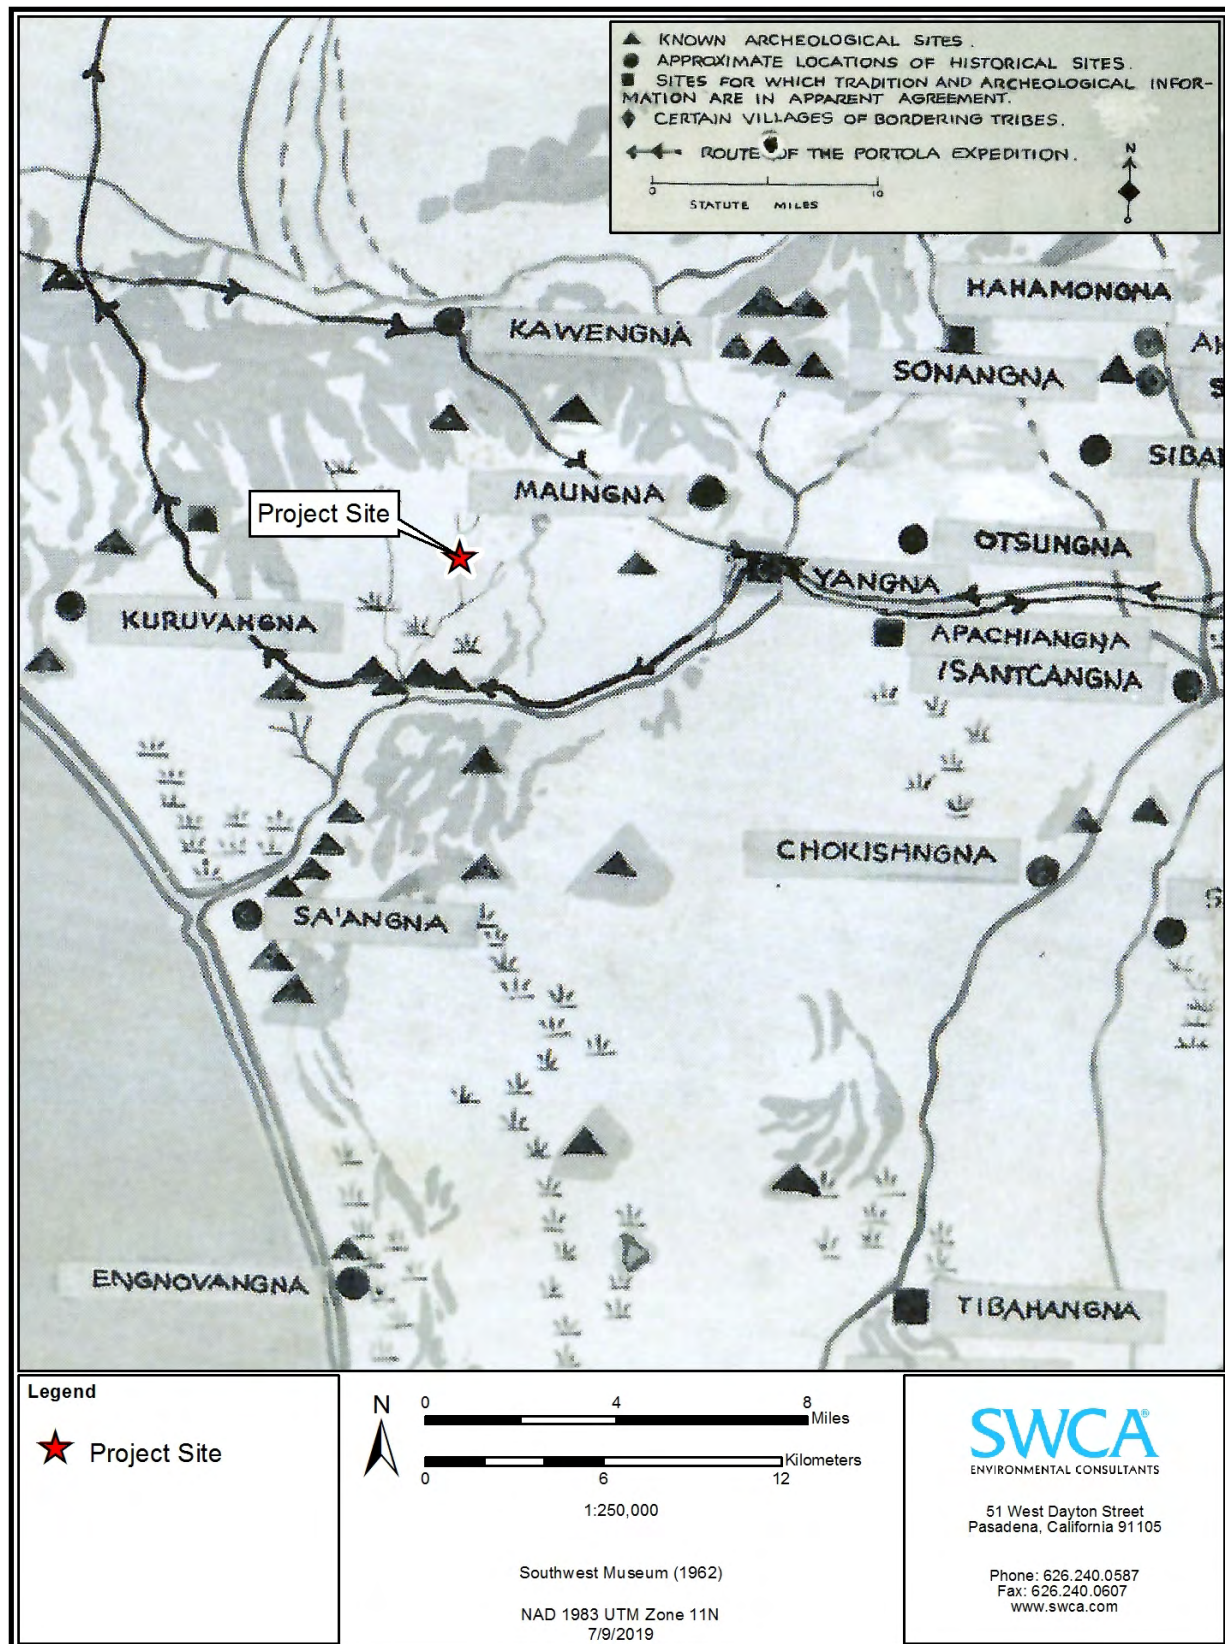 ▲ KNOWN ARCHEOLOGICAL SITES.
● APPROXIMATE LOCATIONS OF HISTORICAL SITES.
■ SITES FOR WHICH TRADITION AND ARCHEOLOGICAL INFOR-
MATION ARE IN APPARENT AGREEMENT.
♦ CERTAIN VILLAGES OF BORDERING TRIBES.
ROUTE OF THE PORTOLA EXPEDITION.
N
0 10
STATUTE MILES
HAHAMONGNA
KAWENGNA
SONANGNA
MAUNGNA
SIBA
Project Site
OTSUNGNA
YANGNA
KURUVANGNA
APACHIANGNA
ISANTCANGNA
CHOKISHNGNA
SA'ANGNA
ENGNOVANGNA
TIBAHANGNA
Legend
Project Site
N
0 4 8
Miles
Kilometers
0 6 12
1:250,000
Southwest Museum (1962)
NAD 1983 UTM Zone 11N
7/9/2019
SWCA®
ENVIRONMENTAL CONSULTANTS
51 West Dayton Street
Pasadena, California 91105
Phone: 626.240.0587
Fax: 626.240.0607
www.swca.com